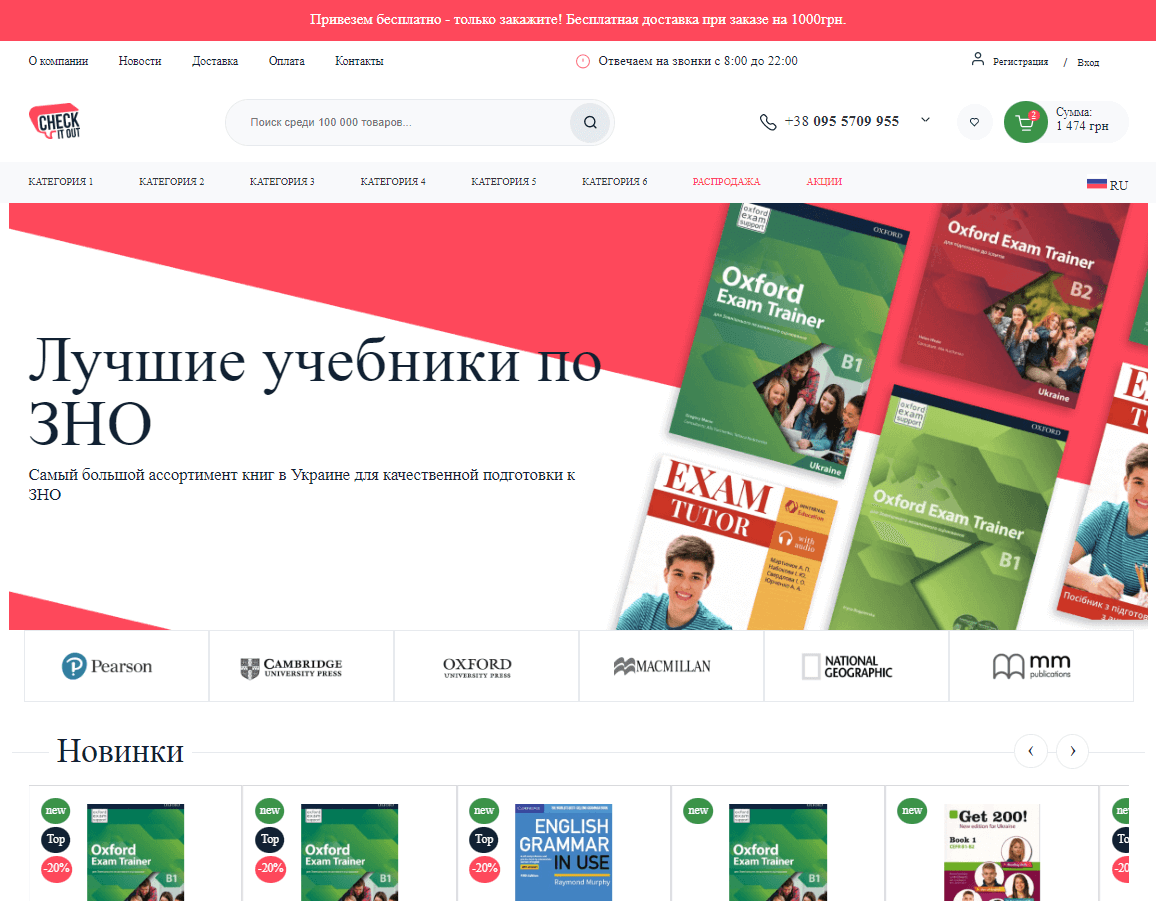 Привезем бесплатно - только закажите! Бесплатная доставка при заказе на 1000грн.
О компании Новости Доставка Оплата Контакты Отвечаем на звонки с 8:00 до 22:00 Регистрация / Вход
CHECK
IT OUT
Поиск среди 100 000 товаров...
+38 095 5709 955
2
Сумма:
1 474 грн
КАТЕГОРИЯ 1 КАТЕГОРИЯ 2 КАТЕГОРИЯ 3 КАТЕГОРИЯ 4 КАТЕГОРИЯ 5 КАТЕГОРИЯ 6 РАСПРОДАЖА АКЦИИ RU
Лучшие учебники по
ЗНО
Самый большой ассортимент книг в Украине для качественной подготовки к
ЗНО
oxford
exam
support
OXFORD
Oxford
Exam Trainer
B1
Ukraine
Oxford Exam Trainer
B2
Ukraine
EXAM
TUTOR
with
audio
oxford
exam
support
OXFORD
Oxford Exam Trainer
B1
Посібник з підгото
Pearson
CAMBRIDGE
UNIVERSITY PRESS
OXFORD
UNIVERSITY PRESS
MACMILLAN
NATIONAL
GEOGRAPHIC
mm
publications
Новинки
‹ ›
new
Top
-20%
Oxford
Exam Trainer
B1
new
Top
-20%
Oxford
Exam Trainer
B1
new
Top
-20%
ENGLISH
GRAMMAR
IN USE
Raymond Murphy
new
Oxford
Exam Trainer
B1
new
Get 200!
New edition for Ukraine
Book 1